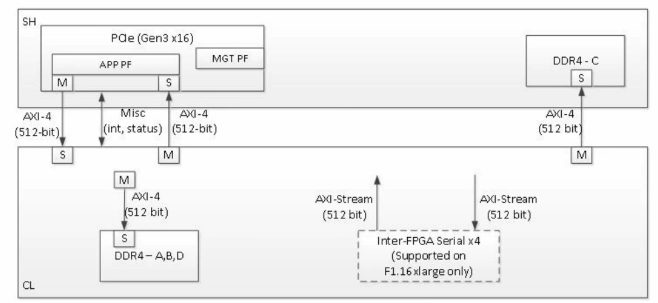 SH
PCIe (Gen3 x16)
APP PF
MGT PF
M
S
DDR4 - C
S
AXI-4
(512-bit)
Misc
(int, status)
AXI-4
(512-bit)
AXI-4
(512 bit)
S
M
M
M
AXI-4
(512 bit)
S
DDR4 – A,B,D
AXI-Stream
(512 bit)
AXI-Stream
(512 bit)
Inter-FPGA Serial x4
(Supported on
F1.16xlarge only)
CL